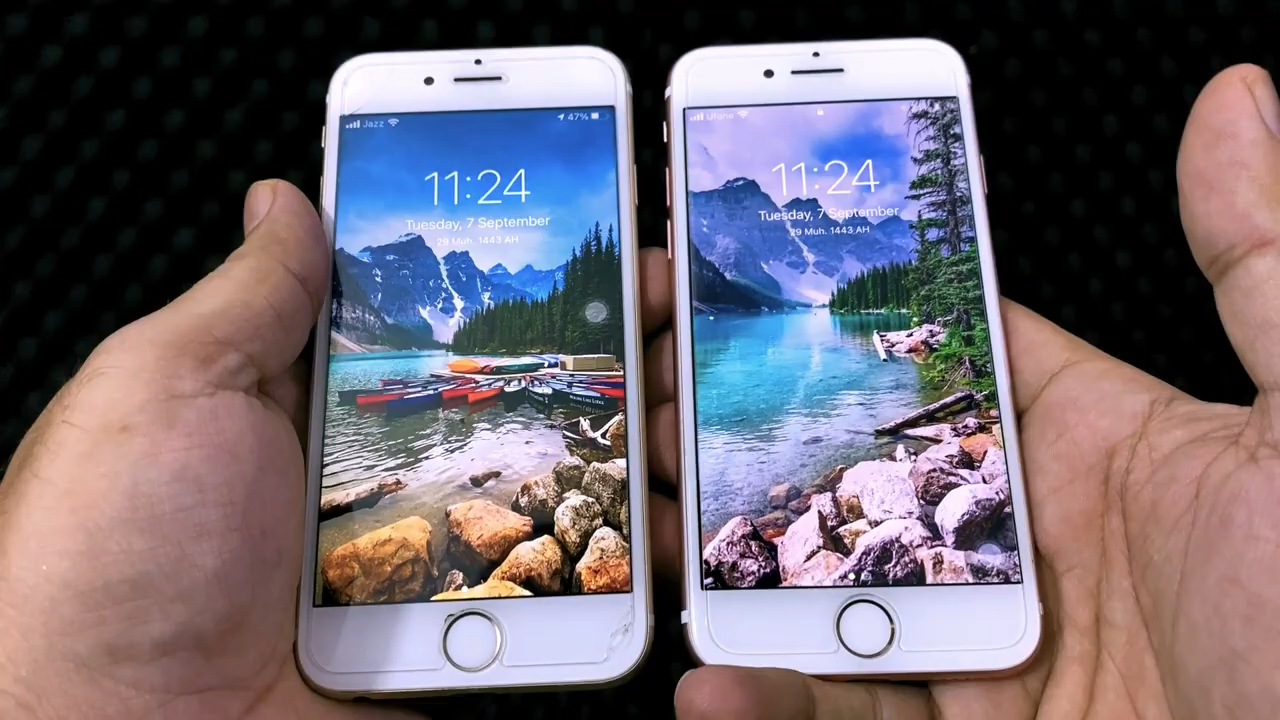 Jazz
47%
11:24
Tuesday, 7 September
29 Muh. 1443 AH
Ufone
11:24
Tuesday, 7 September
29 Muh. 1443 AH